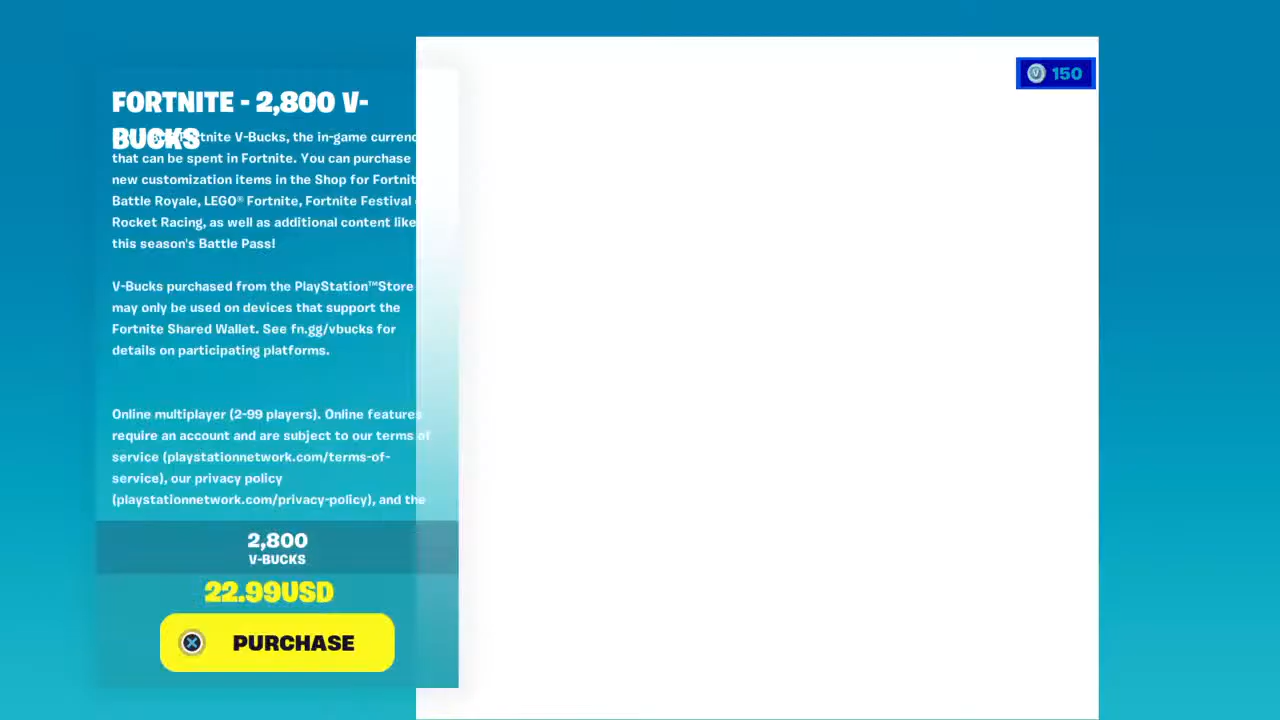 150
FORTNITE - 2,800 V-
BUCKS
Fortnite V-Bucks, the in-game
that can be spent in Fortnite. You can purchase
new customization items in the Shop for
Battle Royale, LEGO® Fortnite, Fortnite Festival
Rocket Racing, as well as additional content like
this season's Battle Pass!
V-Bucks purchased from the PlayStation™Store
may only be used on devices that support the
Fortnite Shared Wallet. See fn.gg/vbucks for
details on participating platforms.
Online multiplayer (2-99 players). Online features
require an account and are subject to our terms of
service (playstationnetwork.com/terms-of-
service), our privacy policy
(playstationnetwork.com/privacy-policy), and the
2,800
V-BUCKS
22.99USD
PURCHASE